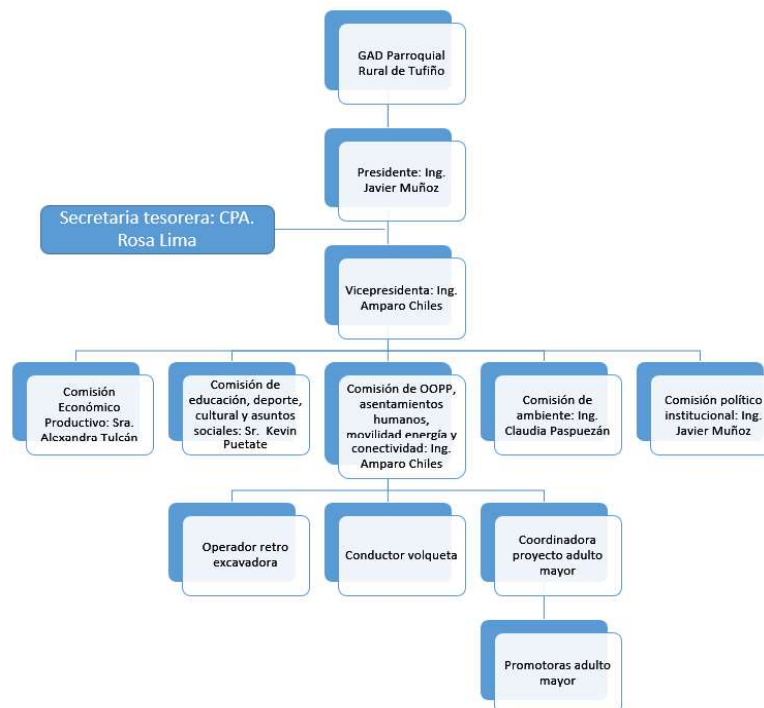 GAD Parroquial
Rural de Tufiño
Presidente: Ing.
Javier Muñoz
Secretaria tesorera: CPA.
Rosa Lima
Vicepresidenta: Ing.
Amparo Chiles
Comisión
Económico
Productivo: Sra.
Alexandra Tulcán
Comisión de
educación, deporte,
cultural y asuntos
sociales: Sr. Kevin
Puetate
Comisión de OOPP,
asentamientos
humanos,
movilidad energía y
conectividad: Ing.
Amparo Chiles
Comisión de
ambiente: Ing.
Claudia Paspuezán
Comisión político
institucional: Ing.
Javier Muñoz
Operador retro
excavadora
Conductor volqueta
Coordinadora
proyecto adulto
mayor
Promotoras adulto
mayor